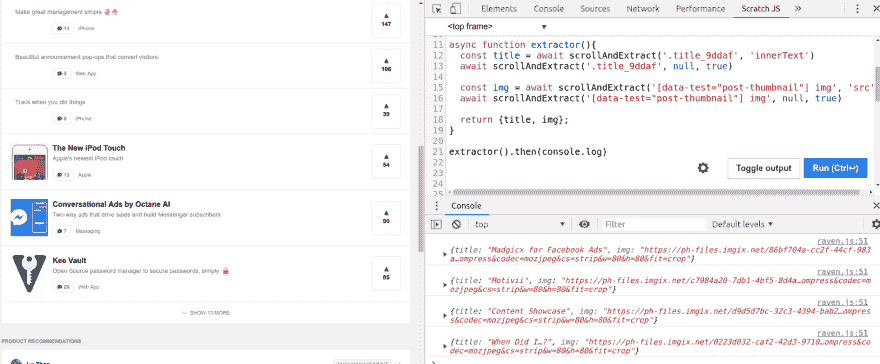 Make great management simple
147
14 iPhone
Beautiful announcement pop-ups that convert visitors.
106
3 Web App
Track when you did things
39
6 iPhone
The New iPod Touch
Apple's newest iPod touch
54
12 Apple
Conversational Ads by Octane AI
Two-way ads that drive sales and build Messenger subscribers
90
7 Messaging
Kee Vault
Open Source password manager to secure passwords, simply.
85
25 Web App
SHOW 13 MORE
PRODUCT RECOMMENDATIONS
Elements Console Sources Network Performance Scratch JS »
<top frame>
11 async function extractor(){
12 const title = await scrollAndExtract('.title_9ddaf', 'innerText')
13 await scrollAndExtract('.title_9ddaf', null, true)
14
15 const img = await scrollAndExtract('[data-test="post-thumbnail"] img', 'src'
16 await scrollAndExtract('[data-test="post-thumbnail"] img', null, true)
17
18 return {title, img};
19 }
20
21 extractor().then(console.log)
22
23
24
25
Toggle output Run (Ctrl↩)
Console
top Filter Default levels
raven.js:51
{title: "Madgicx for Facebook Ads", img: "https://ph-files.imgix.net/86bf704a-cc2f-44cf-983
a…ompress&codec=mozjpeg&cs=strip&w=80&h=80&fit=crop"}
raven.js:51
{title: "Motivii", img: "https://ph-files.imgix.net/c7984a20-7db1-4bf5-8d4a…ompress&codec=
mozjpeg&cs=strip&w=80&h=80&fit=crop"}
raven.js:51
{title: "Content Showcase", img: "https://ph-files.imgix.net/d9d5d7bc-32c3-4394-bab2…ompres
s&codec=mozjpeg&cs=strip&w=80&h=80&fit=crop"}
raven.js:51
{title: "When Did I…?", img: "https://ph-files.imgix.net/0223d032-caf2-42d3-9718…ompress&co
dec=mozjpeg&cs=strip&w=80&h=80&fit=crop"}